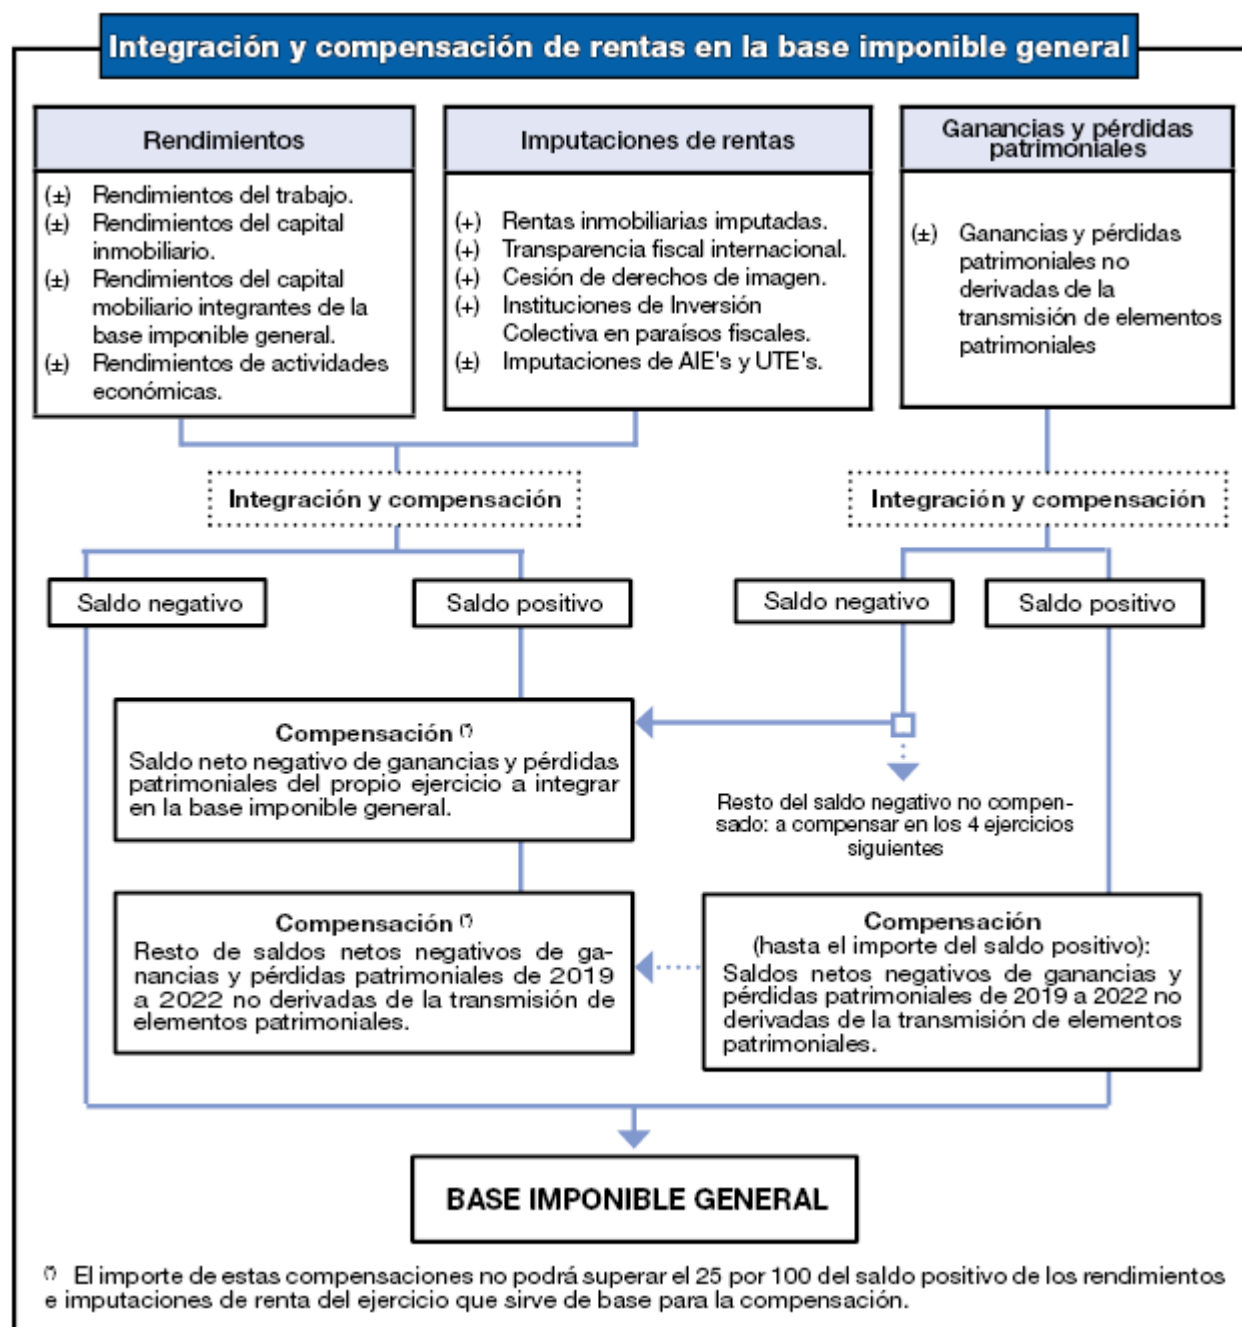 Integración y compensación de rentas en la base imponible general
Rendimientos
(±) Rendimientos del trabajo.
(±) Rendimientos del capital
inmobiliario.
(±) Rendimientos del capital
mobiliario integrantes de la
base imponible general.
(±) Rendimientos de actividades
económicas.
Imputaciones de rentas
(+) Rentas inmobiliarias imputadas.
(+) Transparencia fiscal internacional.
(+) Cesión de derechos de imagen.
(+) Instituciones de Inversión
Colectiva en paraísos fiscales.
(±) Imputaciones de AIE's y UTE's.
Ganancias y pérdidas
patrimoniales
(±) Ganancias y pérdidas
patrimoniales no
derivadas de la
transmisión de elementos
patrimoniales
Integración y compensación
Integración y compensación
Saldo negativo
Saldo positivo
Saldo negativo
Saldo positivo
Compensación (*)
Saldo neto negativo de ganancias y pérdidas
patrimoniales del propio ejercicio a integrar
en la base imponible general.
Resto del saldo negativo no compen-
sado: a compensar en los 4 ejercicios
siguientes
Compensación (*)
Resto de saldos netos negativos de ga-
nancias y pérdidas patrimoniales de 2019
a 2022 no derivadas de la transmisión de
elementos patrimoniales.
Compensación
(hasta el importe del saldo positivo):
Saldos netos negativos de ganancias y
pérdidas patrimoniales de 2019 a 2022 no
derivadas de la transmisión de elementos
patrimoniales.
BASE IMPONIBLE GENERAL
(*) El importe de estas compensaciones no podrá superar el 25 por 100 del saldo positivo de los rendimientos
e imputaciones de renta del ejercicio que sirve de base para la compensación.